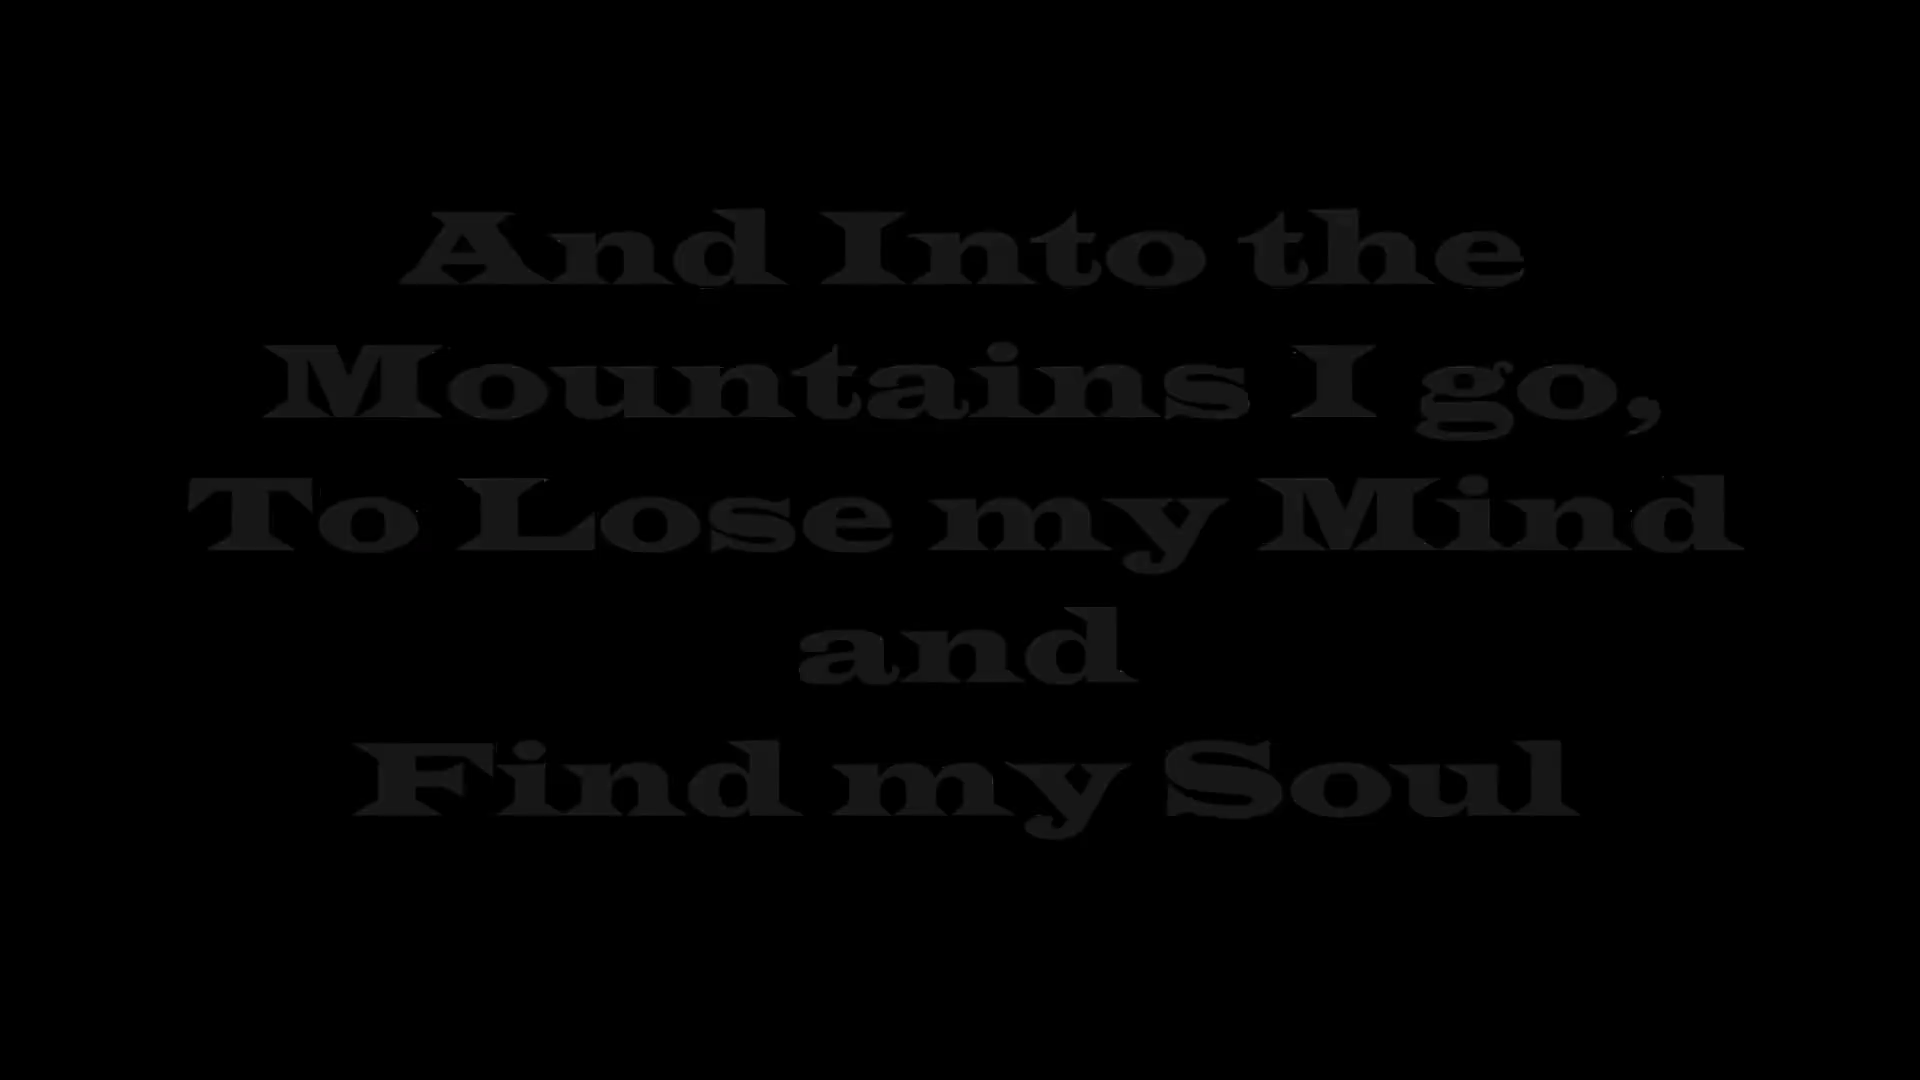 And Into the
Mountains I go,
To Lose my Mind
and
Find my Soul